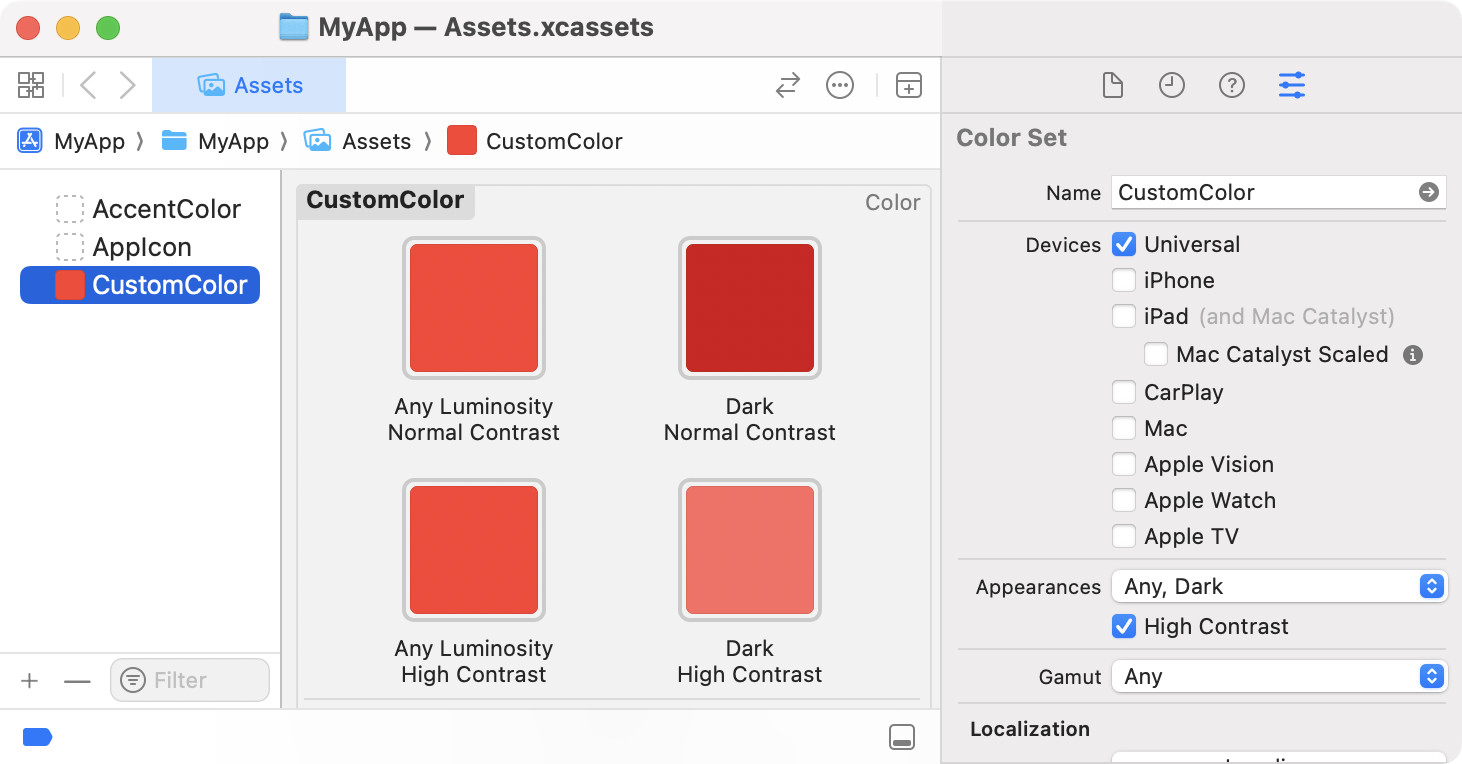 MyApp — Assets.xcassets
Assets
MyApp
MyApp
Assets
CustomColor
AccentColor
AppIcon
CustomColor
Filter
CustomColor
Color
Any Luminosity
Normal Contrast
Dark
Normal Contrast
Any Luminosity
High Contrast
Dark
High Contrast
Color Set
Name CustomColor
Devices Universal
iPhone
iPad (and Mac Catalyst)
Mac Catalyst Scaled
CarPlay
Mac
Apple Vision
Apple Watch
Apple TV
Appearances Any, Dark
High Contrast
Gamut Any
Localization